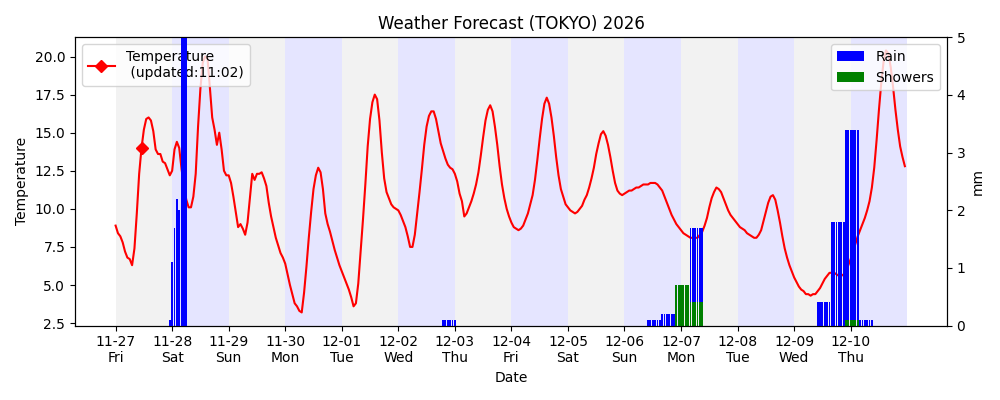 Weather Forecast (TOKYO) 2026
Temperature
(updated:11:02)
Rain
Showers
20.0
17.5
15.0
12.5
10.0
7.5
5.0
2.5
Temperature
5
4
3
2
1
0
mm
11-27 11-28 11-29 11-30 12-01 12-02 12-03 12-04 12-05 12-06 12-07 12-08 12-09 12-10
Fri Sat Sun Mon Tue Wed Thu Fri Sat Sun Mon Tue Wed Thu
Date